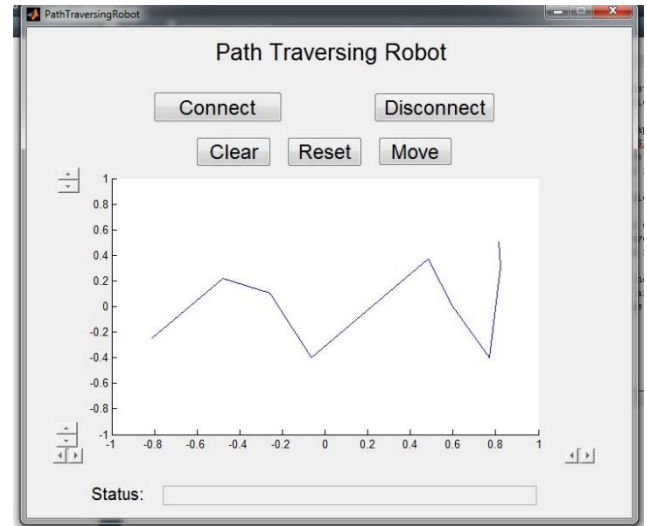 PathTraversingRobot
Path Traversing Robot
Connect Disconnect
Clear Reset Move
1
0.8
0.6
0.4
0.2
0
-0.2
-0.4
-0.6
-0.8
-1
-1 -0.8 -0.6 -0.4 -0.2 0 0.2 0.4 0.6 0.8 1
Status: